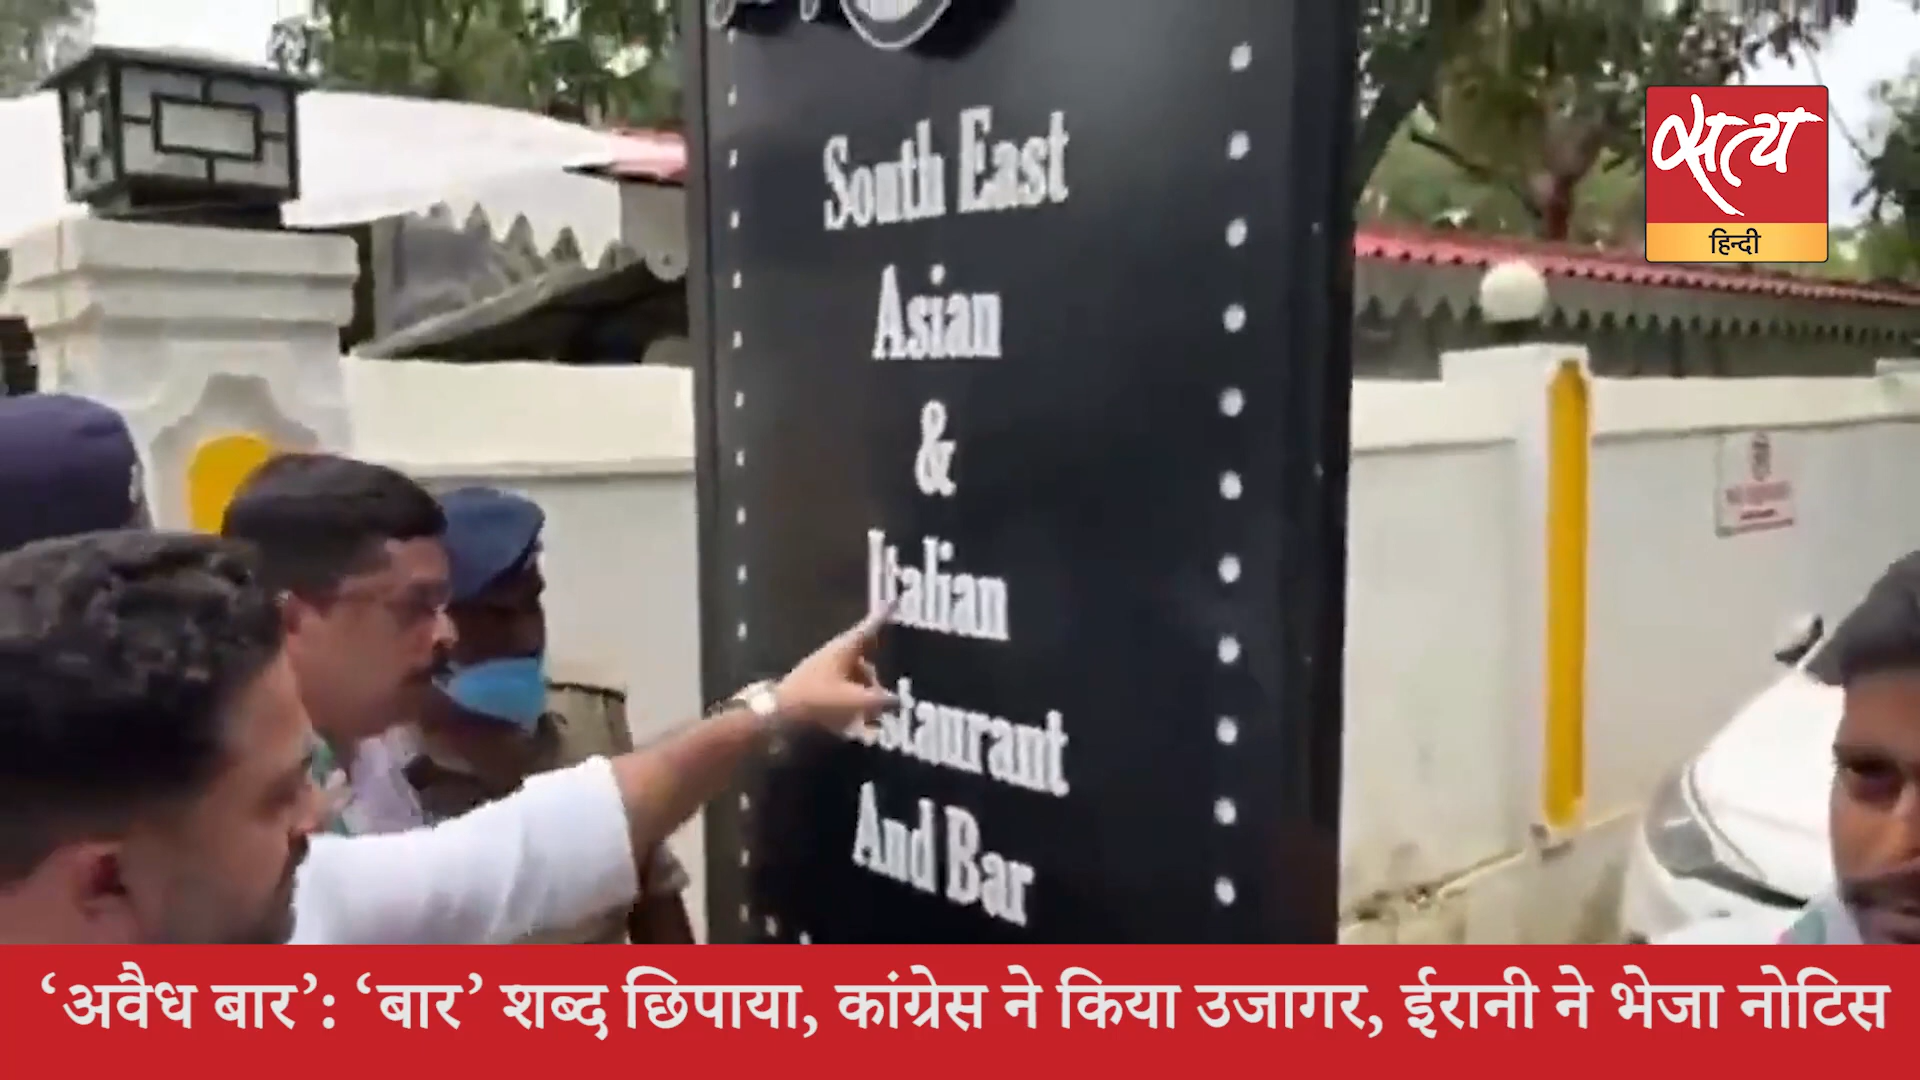 सत्य
हिन्दी
South East
Asian
&
Italian
Restaurant
And Bar
‘अवैध बार’: ‘बार’ शब्द छिपाया, कांग्रेस ने किया उजागर, ईरानी ने भेजा नोटिस